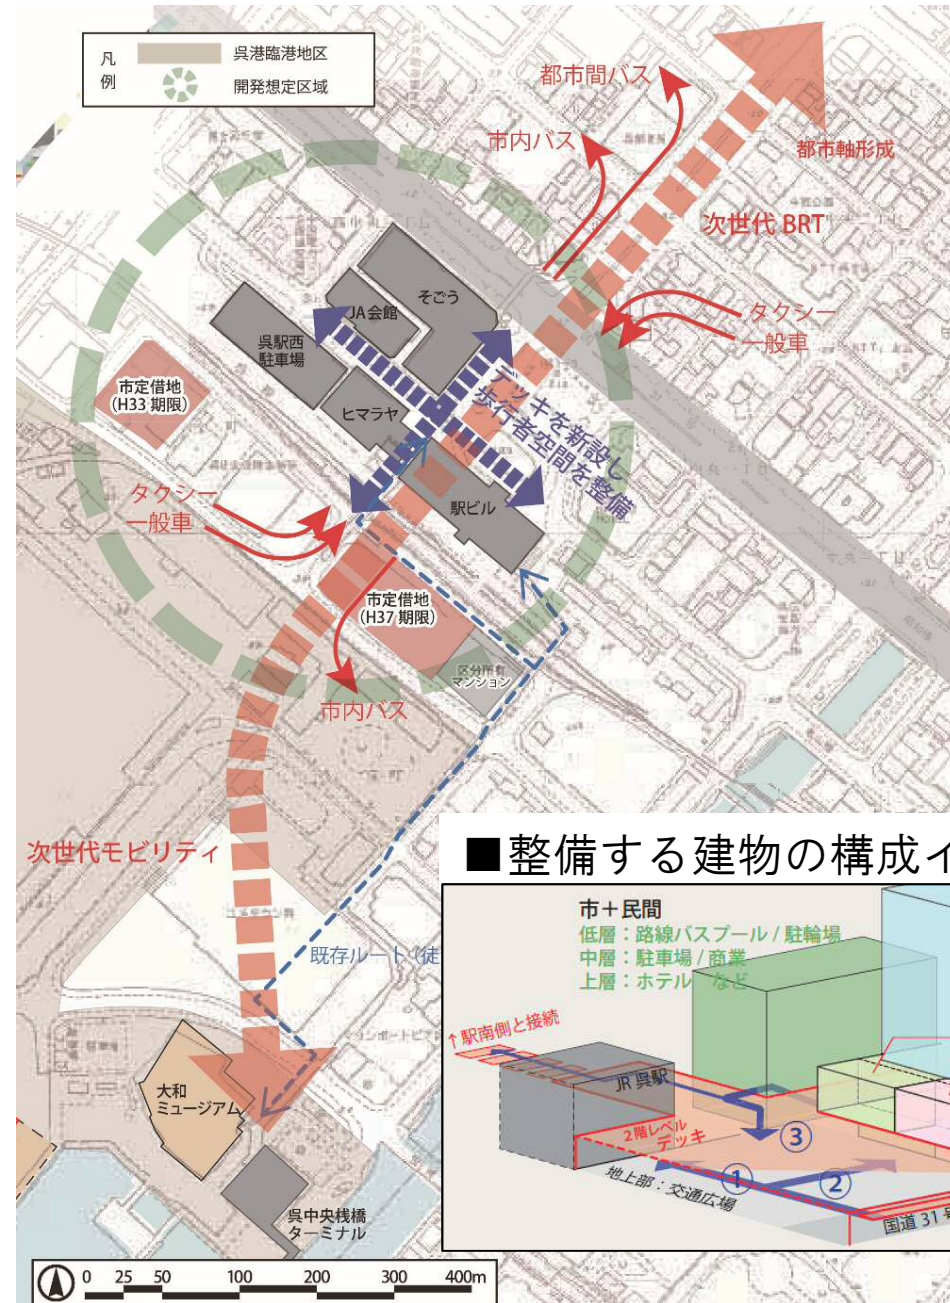 凡
例
呉港臨港地区
開発想定区域
都市間バス
市内バス
都市軸形成
次世代 BRT
タクシー
一般車
そごう
JA 会館
呉駅西
駐車場
ヒマラヤ
デッキを新設し
歩行者空間を整備
駅ビル
市定借地
(H33 期限)
タクシー
一般車
市定借地
(H37 期限)
区分所有
マンション
市内バス
次世代モビリティ
既存ルート(徒
大和
ミュージアム
呉中央桟橋
ターミナル
0 25 50 100 200 300 400m
■整備する建物の構成イ
市＋民間
低層：路線バスプール / 駐輪場
中層：駐車場 / 商業
上層：ホテル など
↑駅南側と接続
JR 呉駅
2階レベル
デッキ
③
①
②
地上部：交通広場
国道 31 号